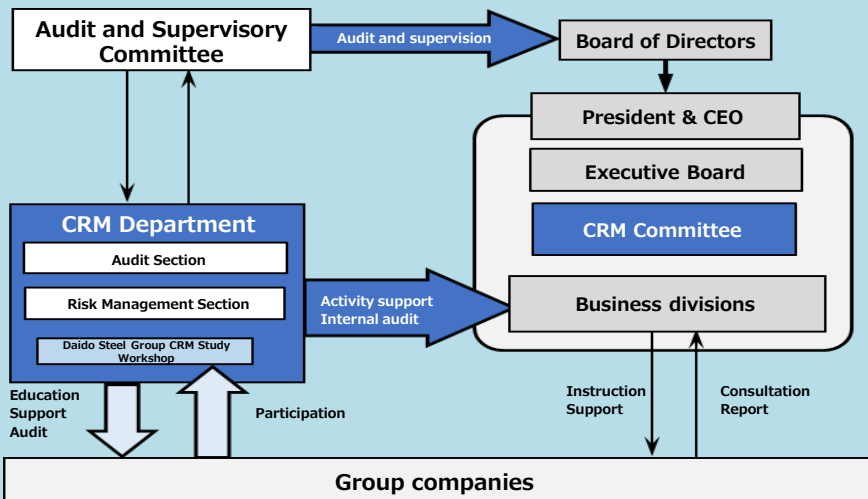 Audit and Supervisory
Committee
Audit and supervision
Board of Directors
President & CEO
Executive Board
CRM Committee
Business divisions
CRM Department
Audit Section
Risk Management Section
Daido Steel Group CRM Study
Workshop
Activity support
Internal audit
Education
Support
Audit
Participation
Instruction
Support
Consultation
Report
Group companies